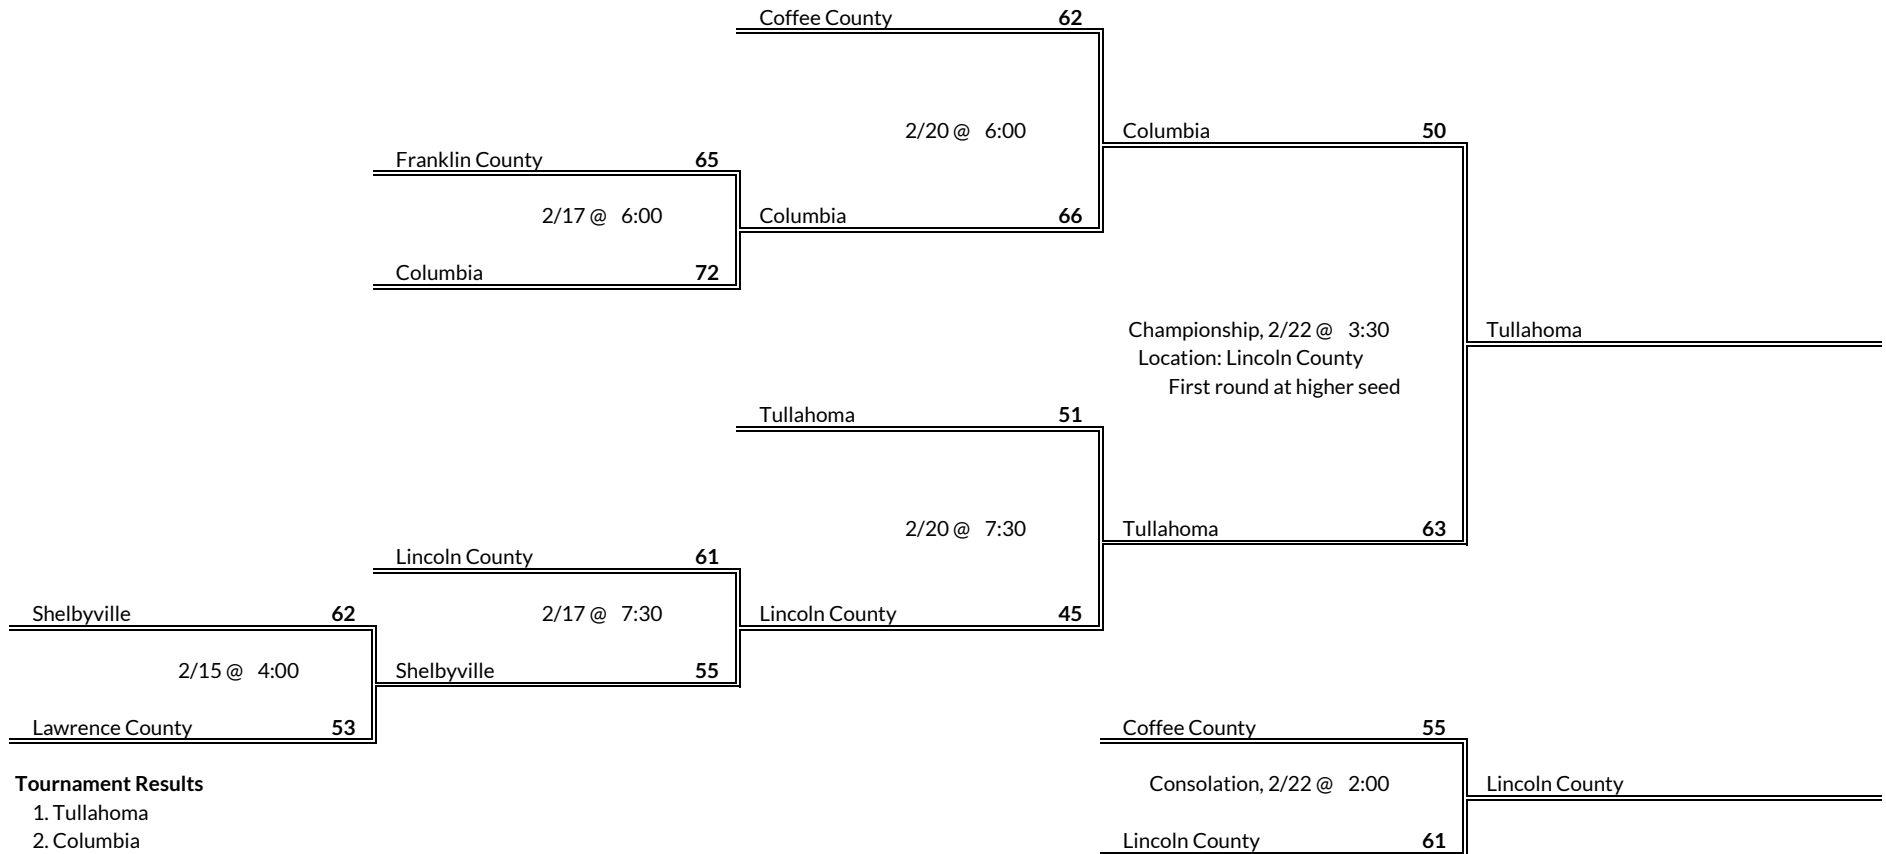 Coffee County 62
2/20 @ 6:00
Columbia 50
Franklin County 65
2/17 @ 6:00
Columbia 66
Columbia 72
Championship, 2/22 @ 3:30
Tullahoma
Location: Lincoln County
First round at higher seed
Tullahoma 51
2/20 @ 7:30
Tullahoma 63
Lincoln County 61
Shelbyville 62
2/17 @ 7:30
Lincoln County 45
2/15 @ 4:00
Shelbyville 55
Lawrence County 53
Coffee County 55
Tournament Results
Consolation, 2/22 @ 2:00
Lincoln County
1. Tullahoma
2. Columbia
Lincoln County 61